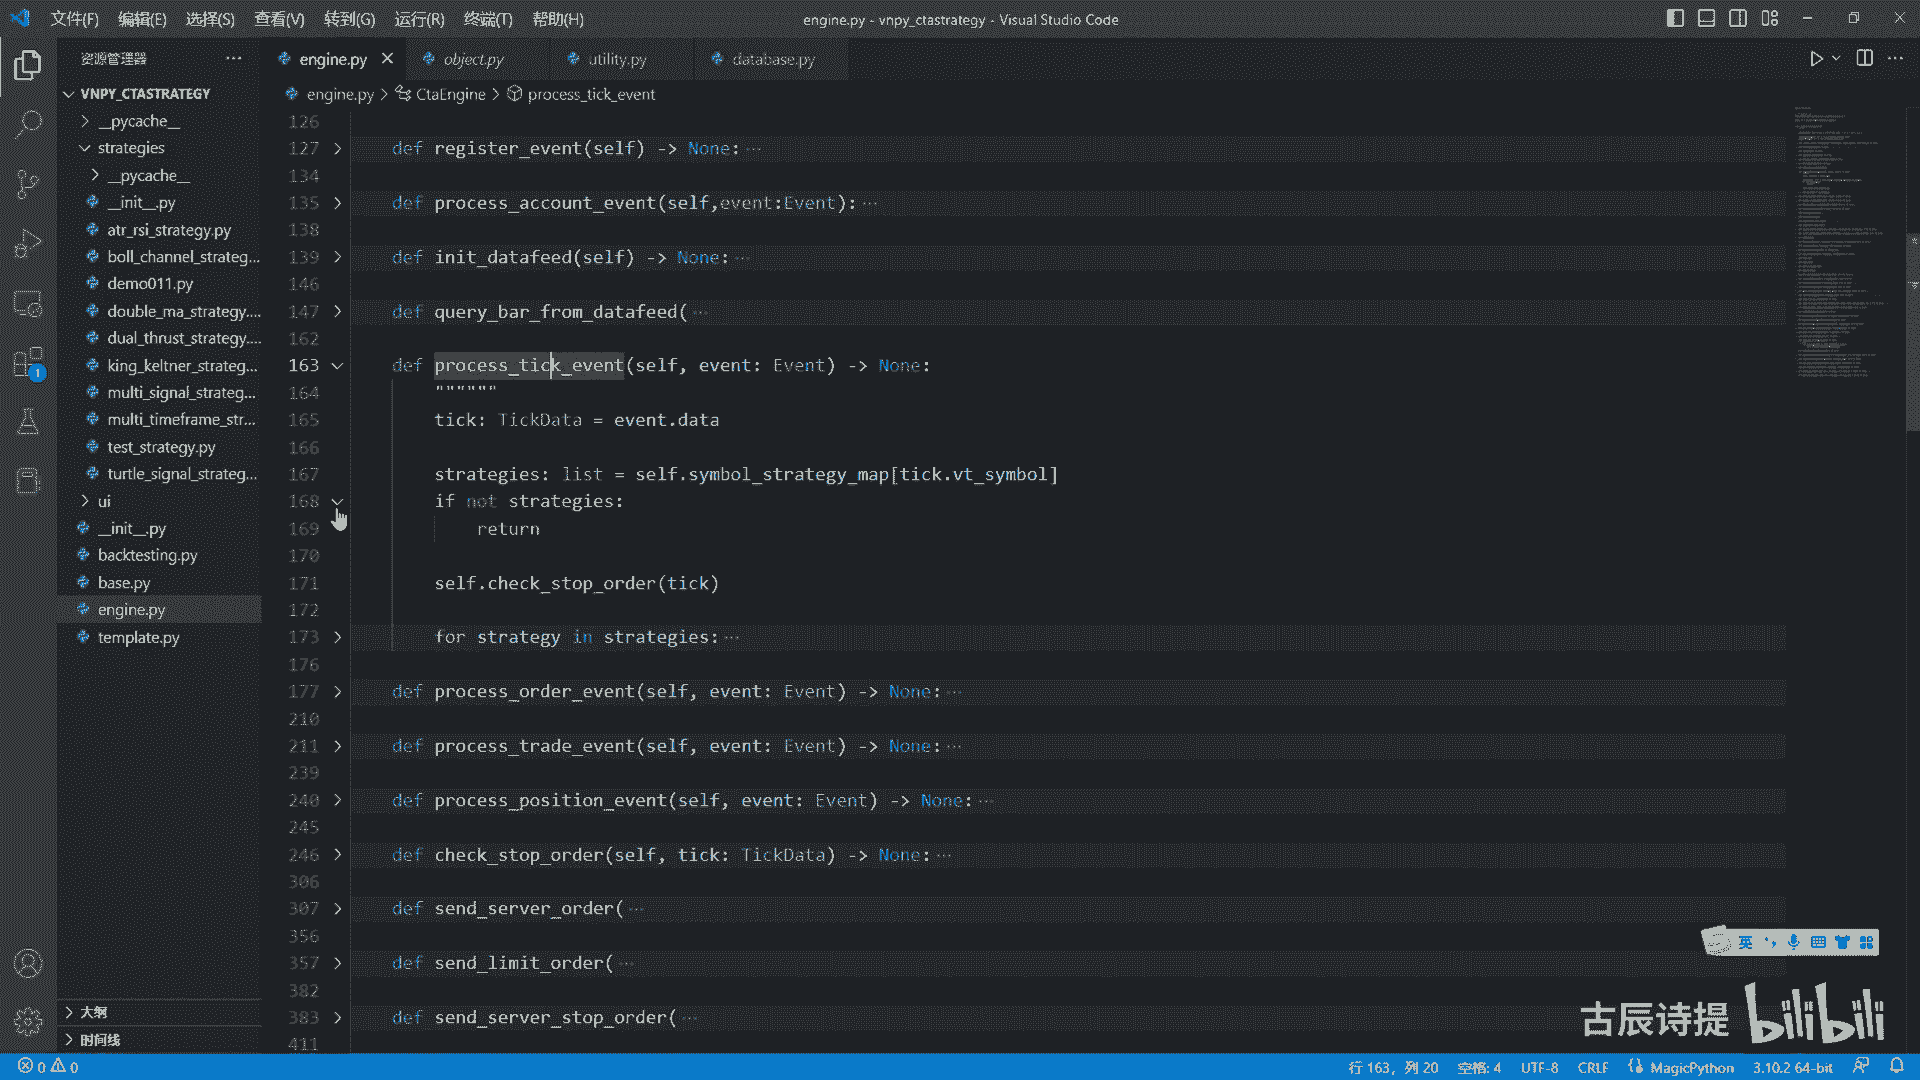 文件(F) 编辑(E) 选择(S) 查看(V) 转到(G) 运行(R) 终端(T) 帮助(H) engine.py - vnpy_ctastrategy - Visual Studio Code
资源管理器
VNPY_CTASTRATEGY
__pycache__
strategies
__pycache__
__init__.py
atr_rsi_strategy.py
boll_channel_strateg...
demo011.py
double_ma_strategy....
dual_thrust_strategy....
king_keltner_strateg...
multi_signal_strateg...
multi_timeframe_str...
test_strategy.py
turtle_signal_strateg...
ui
__init__.py
backtesting.py
base.py
engine.py
template.py
大纲
时间线
engine.py object.py utility.py database.py
engine.py > CtaEngine > process_tick_event
126
127 def register_event(self) -> None: ···
134
135 def process_account_event(self,event:Event): ···
138
139 def init_datafeed(self) -> None: ···
146
147 def query_bar_from_datafeed( ···
162
163 def process_tick_event(self, event: Event) -> None:
164 """"""
165 tick: TickData = event.data
166
167 strategies: list = self.symbol_strategy_map[tick.vt_symbol]
168 if not strategies:
169 return
170
171 self.check_stop_order(tick)
172
173 for strategy in strategies: ···
176
177 def process_order_event(self, event: Event) -> None: ···
210
211 def process_trade_event(self, event: Event) -> None: ···
239
240 def process_position_event(self, event: Event) -> None: ···
245
246 def check_stop_order(self, tick: TickData) -> None: ···
306
307 def send_server_order( ···
356
357 def send_limit_order( ···
382
383 def send_server_stop_order( ···
411
1
英
古辰诗提 bilibili
0 0 行 163，列 20 空格: 4 UTF-8 CRLF MagicPython 3.10.2 64-bit